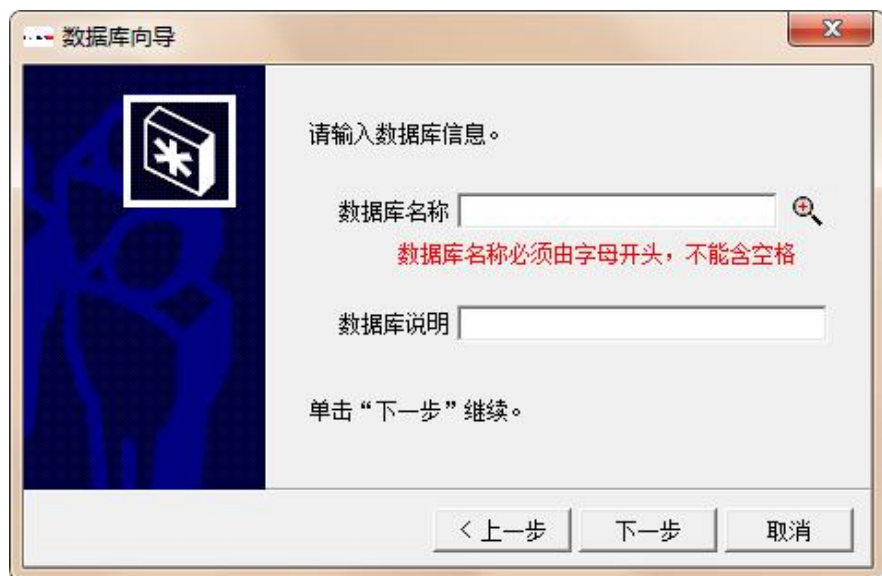 数据库向导
请输入数据库信息。
数据库名称
数据库名称必须由字母开头，不能含空格
数据库说明
单击“下一步”继续。
<上一步 下一步 取消